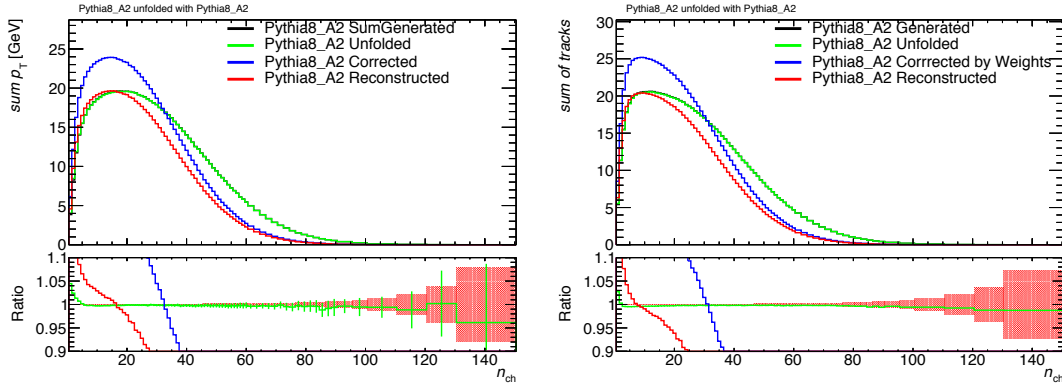 Pythia8_A2 unfolded with Pythia8_A2
sum pT [GeV]
25
20
15
10
5
0
Pythia8_A2 SumGenerated
Pythia8_A2 Unfolded
Pythia8_A2 Corrected
Pythia8_A2 Reconstructed
Ratio
1.1
1.05
1
0.95
0.9
20 40 60 80 100 120 140
nch
Pythia8_A2 unfolded with Pythia8_A2
sum of tracks
30
25
20
15
10
5
0
Pythia8_A2 Generated
Pythia8_A2 Unfolded
Pythia8_A2 Corrrected by Weights
Pythia8_A2 Reconstructed
Ratio
1.1
1.05
1
0.95
0.9
20 40 60 80 100 120 140
nch